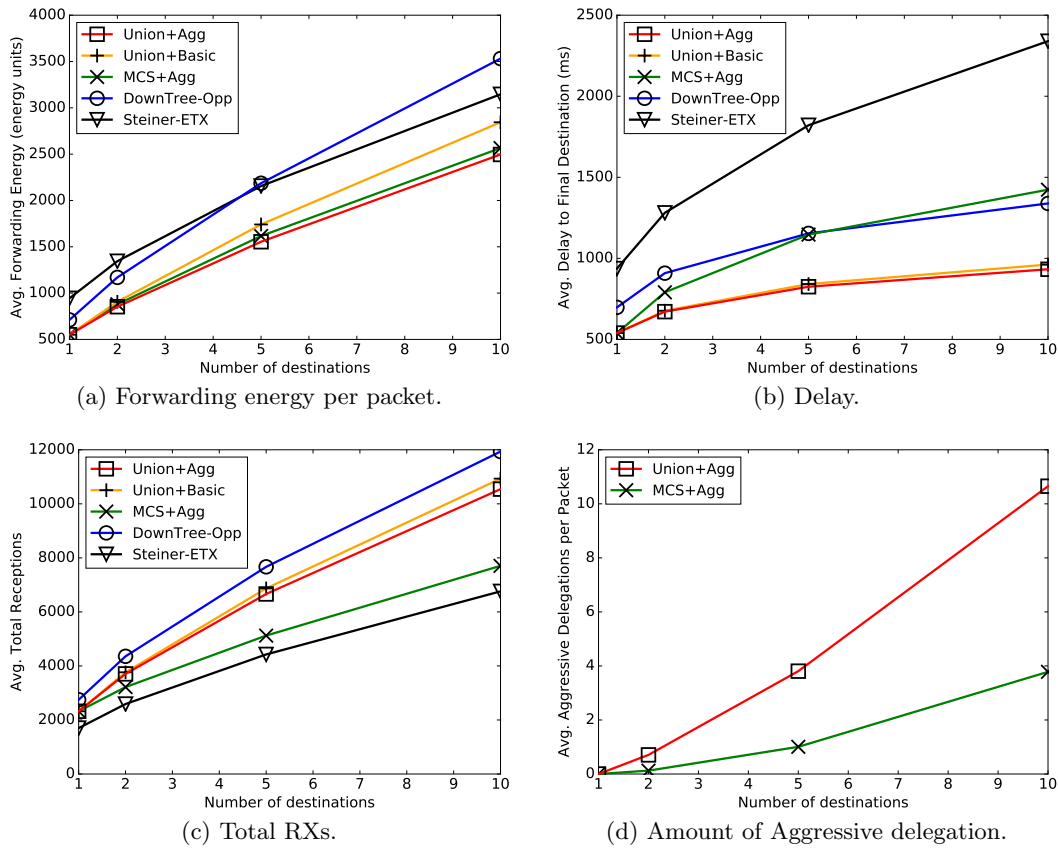 4000
3500
3000
2500
2000
1500
1000
500
Avg. Forwarding Energy (energy units)
Union+Agg
Union+Basic
MCS+Agg
DownTree-Opp
Steiner-ETX
1 2 3 4 5 6 7 8 9 10
Number of destinations
(a) Forwarding energy per packet.
2500
2000
1500
1000
500
Avg. Delay to Final Destination (ms)
Union+Agg
Union+Basic
MCS+Agg
DownTree-Opp
Steiner-ETX
1 2 3 4 5 6 7 8 9 10
Number of destinations
(b) Delay.
12000
10000
8000
6000
4000
2000
0
Avg. Total Receptions
Union+Agg
Union+Basic
MCS+Agg
DownTree-Opp
Steiner-ETX
1 2 3 4 5 6 7 8 9 10
Number of destinations
(c) Total RXs.
12
10
8
6
4
2
0
Avg. Aggressive Delegations per Packet
Union+Agg
MCS+Agg
1 2 3 4 5 6 7 8 9 10
Number of destinations
(d) Amount of Aggressive delegation.